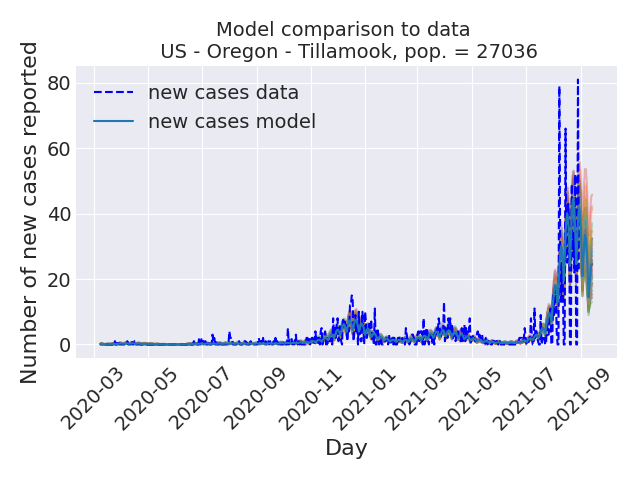 Model comparison to data
US - Oregon - Tillamook, pop. = 27036
Number of new cases reported
80
60
40
20
0
new cases data
new cases model
2020-03
2020-05
2020-07
2020-09
2020-11
2021-01
2021-03
2021-05
2021-07
2021-09
Day